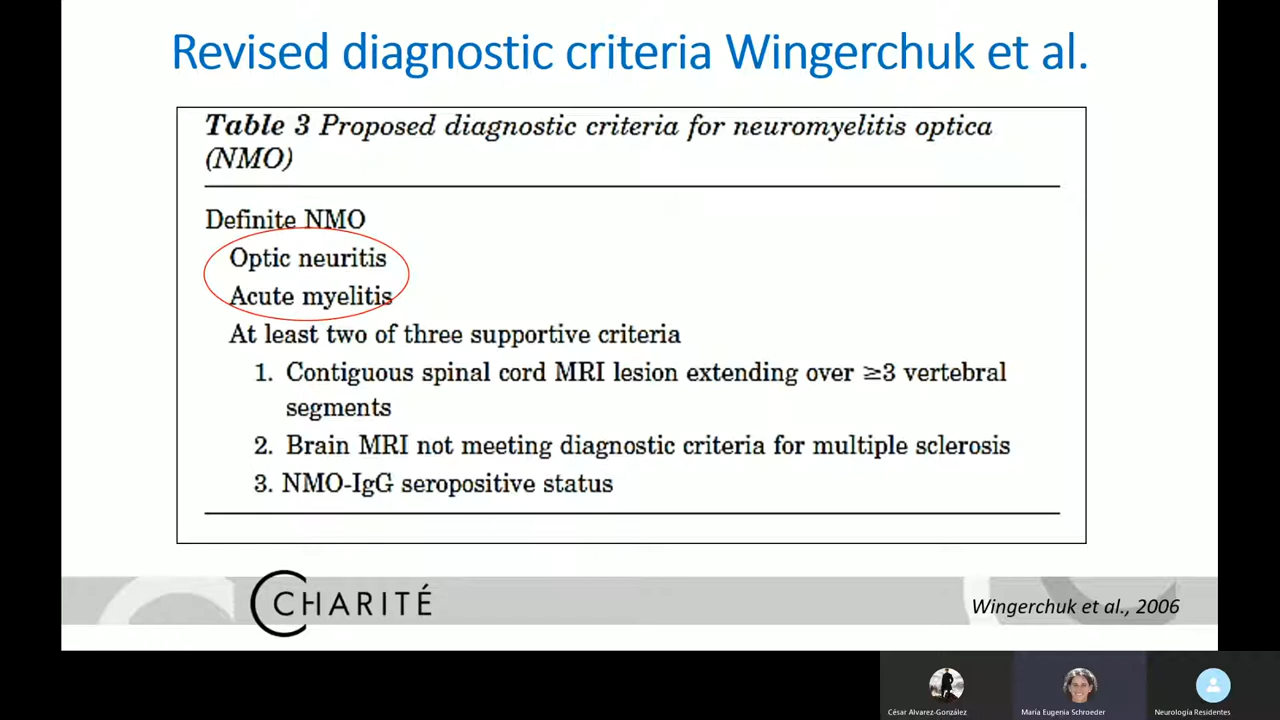 Revised diagnostic criteria Wingerchuk et al.
Table 3 Proposed diagnostic criteria for neuromyelitis optica
(NMO)
Definite NMO
Optic neuritis
Acute myelitis
At least two of three supportive criteria
1. Contiguous spinal cord MRI lesion extending over ≥3 vertebral
segments
2. Brain MRI not meeting diagnostic criteria for multiple sclerosis
3. NMO-IgG seropositive status
CHARITÉ
Wingerchuk et al., 2006
César Alvarez-González
María Eugenia Schroeder
Neurología Residentes